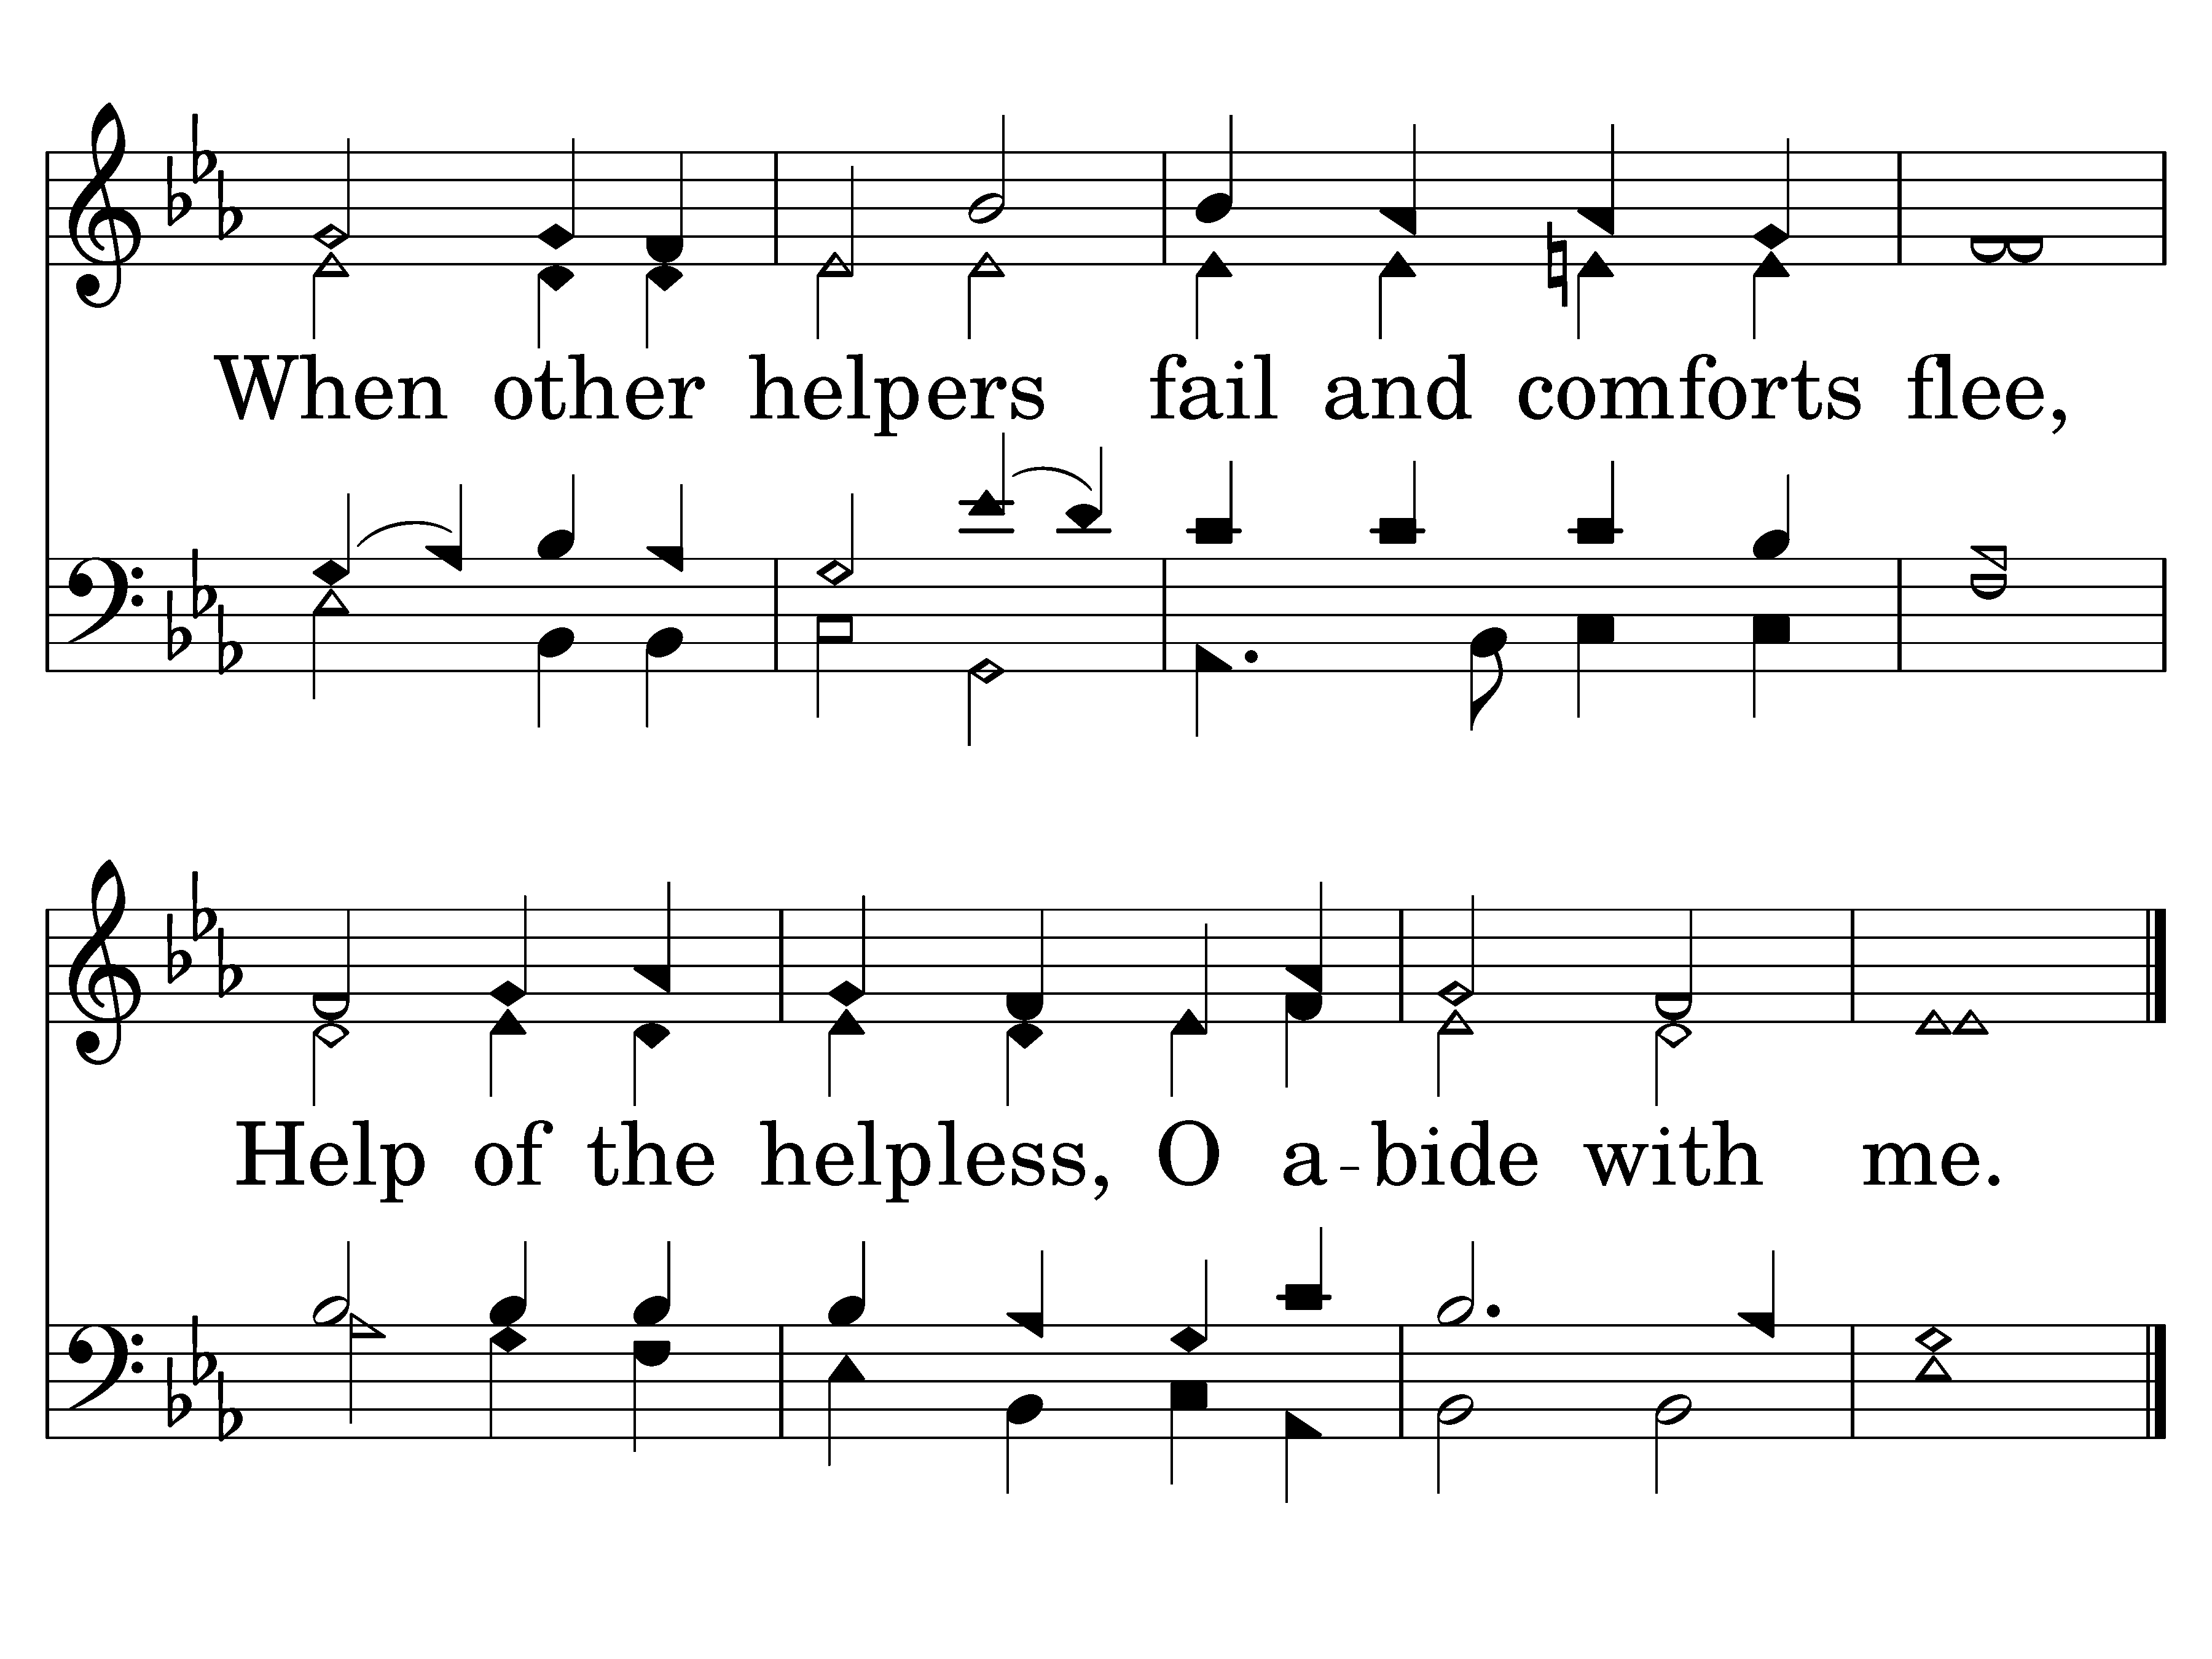 When other helpers fail and comforts flee,
Help of the helpless, O a-bide with me.